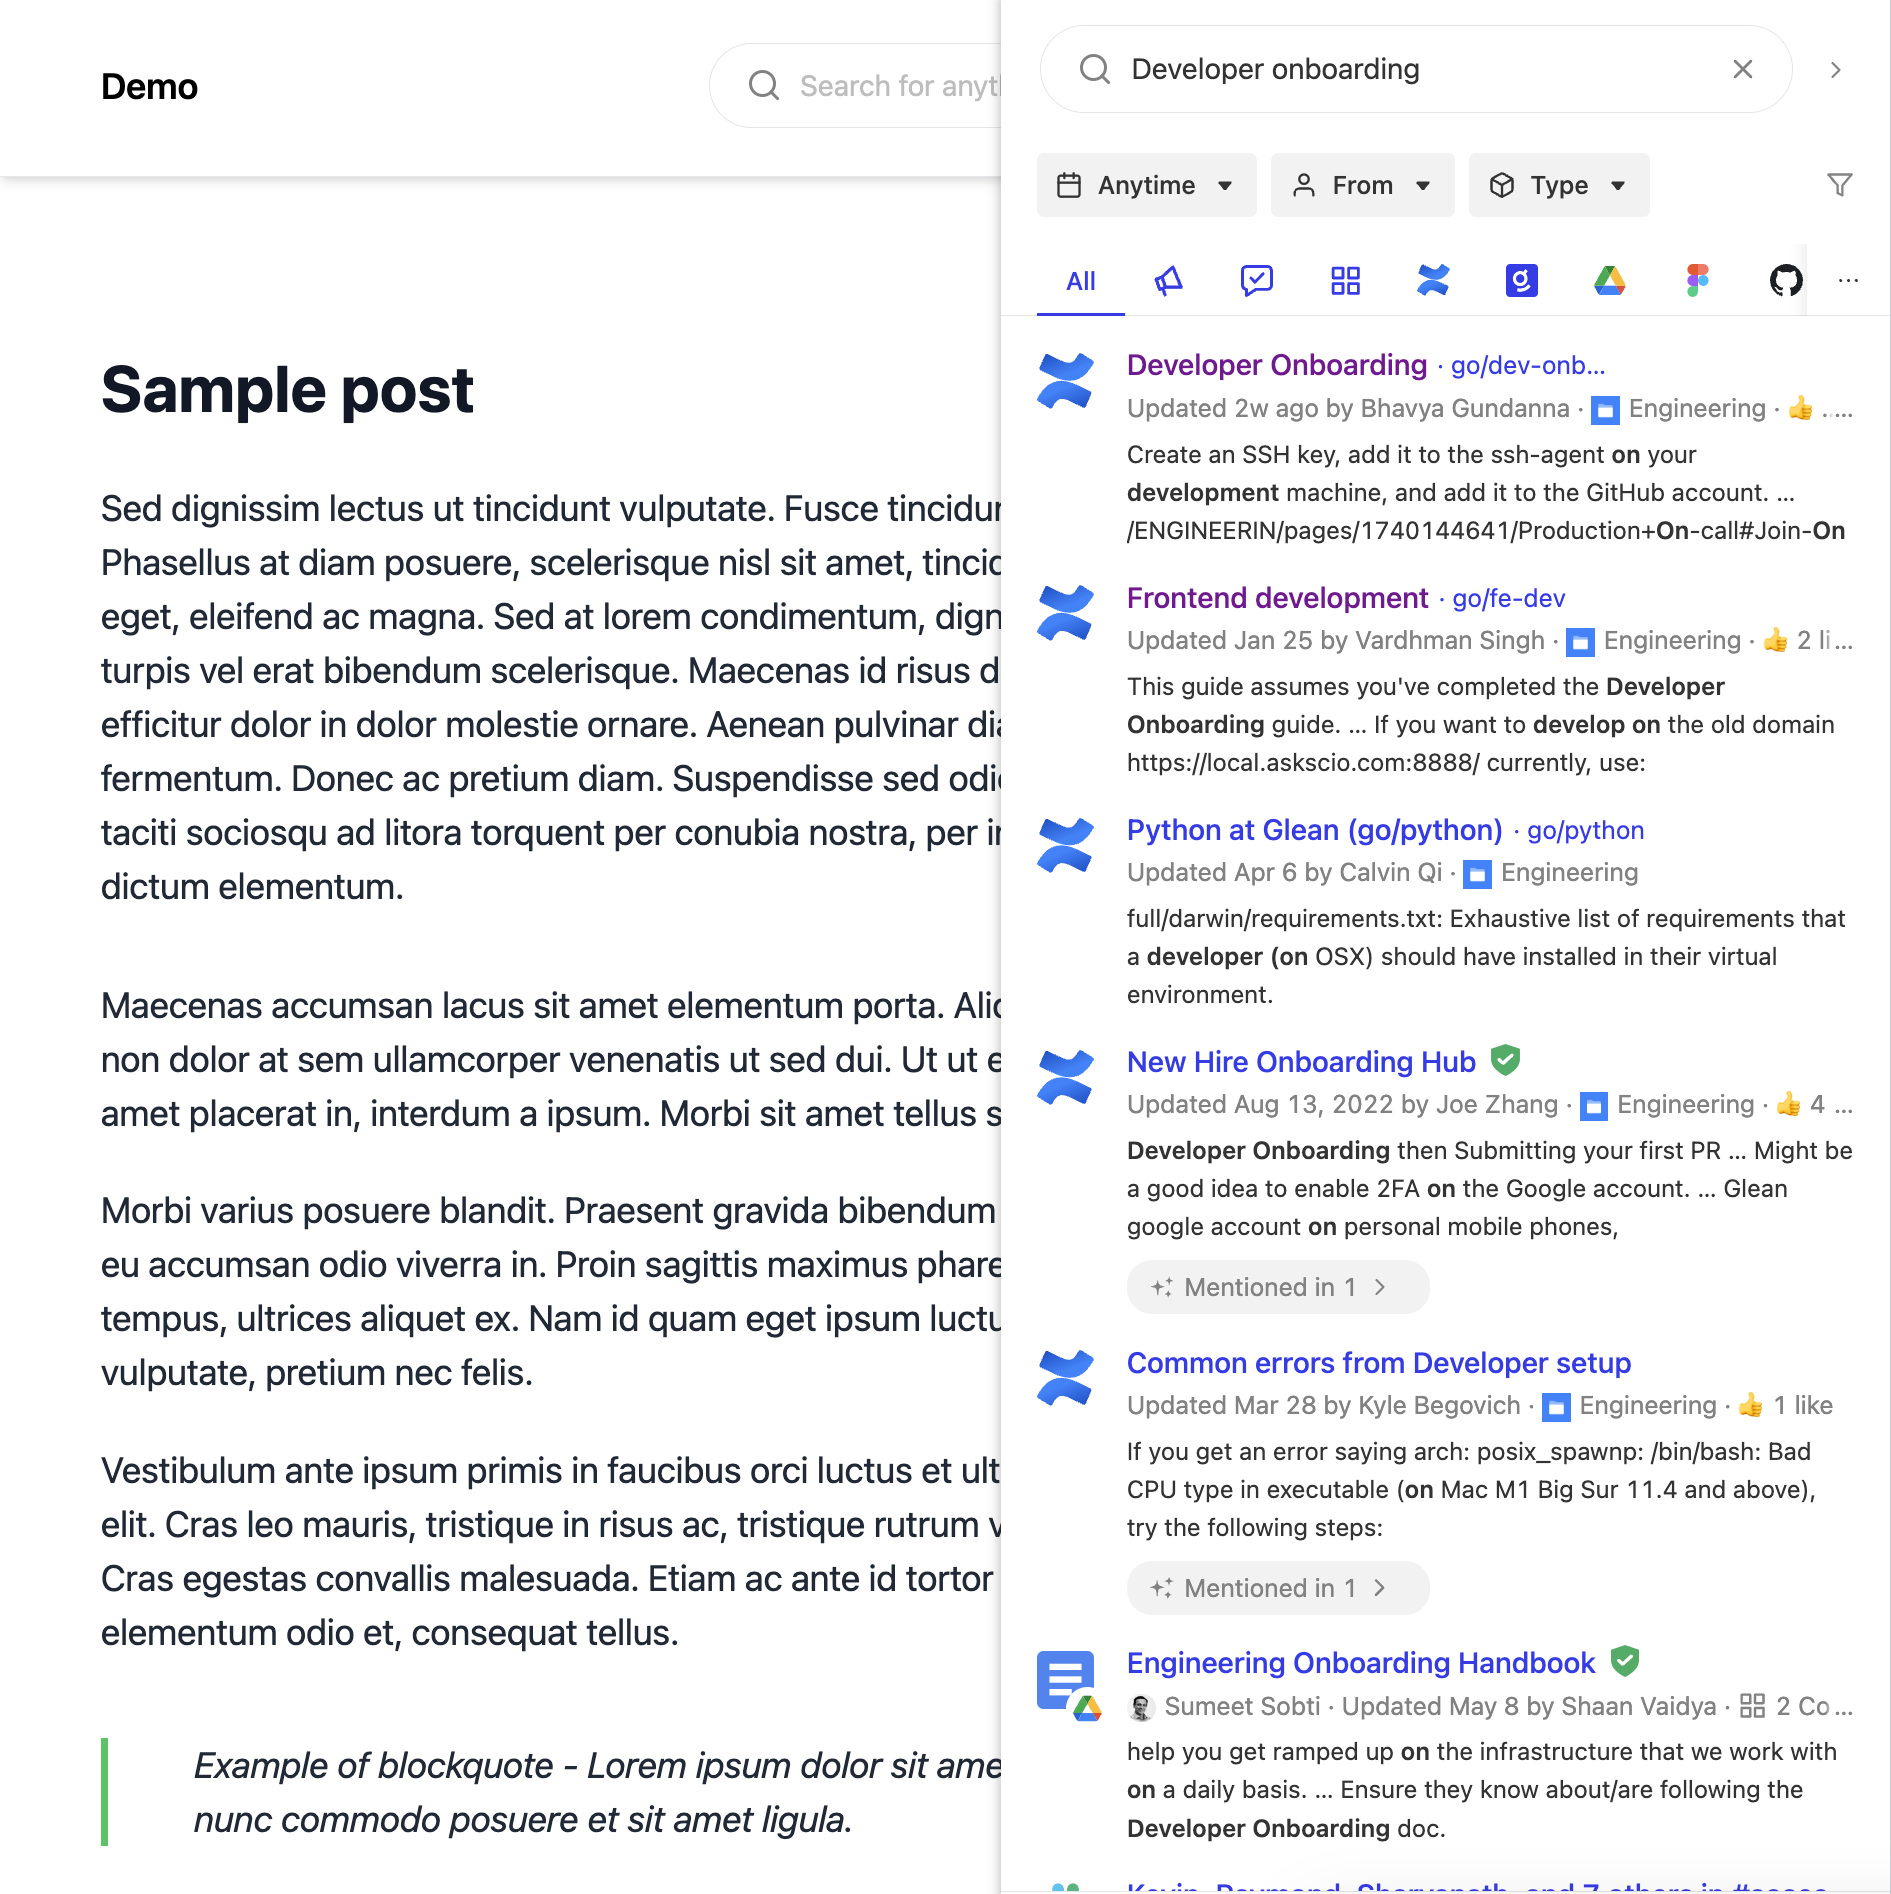 Demo
Search for anyt
Sample post
Sed dignissim lectus ut tincidunt vulputate. Fusce
Phasellus at diam posuere, scelerisque nisl sit amet,
eget, eleifend ac magna. Sed at lorem condimentum,
turpis vel erat bibendum scelerisque. Maecenas id risus
efficitur dolor in dolor molestie ornare. Aenean pulvinar
fermentum. Donec ac pretium diam. Suspendisse sed
taciti sociosqu ad litora torquent per conubia nostra, per
dictum elementum.
Maecenas accumsan lacus sit amet elementum porta.
non dolor at sem ullamcorper venenatis ut sed dui. Ut ut
amet placerat in, interdum a ipsum. Morbi sit amet tellus
Morbi varius posuere blandit. Praesent gravida bibendum
eu accumsan odio viverra in. Proin sagittis maximus
tempus, ultrices aliquet ex. Nam id quam eget ipsum
vulputate, pretium nec felis.
Vestibulum ante ipsum primis in faucibus orci luctus et
elit. Cras leo mauris, tristique in risus ac, tristique rutrum
Cras egestas convallis malesuada. Etiam ac ante id tortor
elementum odio et, consequat tellus.
Example of blockquote - Lorem ipsum dolor sit ame
nunc commodo posuere et sit amet ligula.
Developer onboarding
Anytime From Type
All
Developer Onboarding · go/dev-onb...
Updated 2w ago by Bhavya Gundanna · Engineering · 👍 ...
Create an SSH key, add it to the ssh-agent on your
development machine, and add it to the GitHub account. ...
/ENGINEERIN/pages/1740144641/Production+On-call#Join-On
Frontend development · go/fe-dev
Updated Jan 25 by Vardhman Singh · Engineering · 👍 2 li...
This guide assumes you've completed the Developer
Onboarding guide. ... If you want to develop on the old domain
https://local.askscio.com:8888/ currently, use:
Python at Glean (go/python) · go/python
Updated Apr 6 by Calvin Qi · Engineering
full/darwin/requirements.txt: Exhaustive list of requirements that
a developer (on OSX) should have installed in their virtual
environment.
New Hire Onboarding Hub
Updated Aug 13, 2022 by Joe Zhang · Engineering · 👍 4 ...
Developer Onboarding then Submitting your first PR ... Might be
a good idea to enable 2FA on the Google account. ... Glean
google account on personal mobile phones,
Mentioned in 1
Common errors from Developer setup
Updated Mar 28 by Kyle Begovich · Engineering · 👍 1 like
If you get an error saying arch: posix_spawnp: /bin/bash: Bad
CPU type in executable (on Mac M1 Big Sur 11.4 and above),
try the following steps:
Mentioned in 1
Engineering Onboarding Handbook
Sumeet Sobti · Updated May 8 by Shaan Vaidya · 2 Co...
help you get ramped up on the infrastructure that we work with
on a daily basis. ... Ensure they know about/are following the
Developer Onboarding doc.